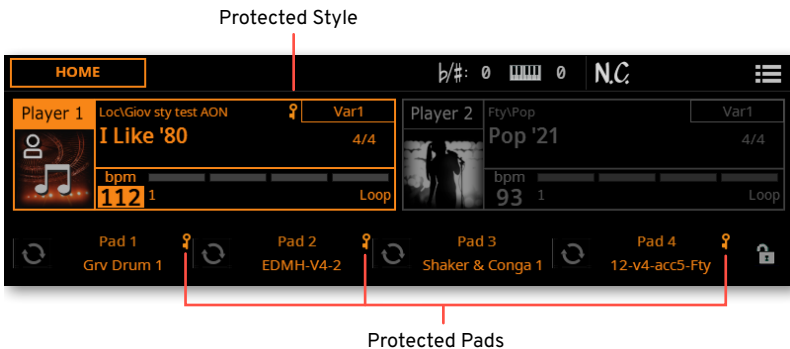 Protected Style
HOME
♭/♯: 0 0 N.C.
Player 1 Loc\Giov sty test AON Var1
I Like '80 4/4
bpm
112 1 Loop
Player 2 Fty\Pop Var1
Pop '21 4/4
bpm
93 1 Loop
Pad 1 Pad 2 Pad 3 Pad 4
Grv Drum 1 EDMH-V4-2 Shaker & Conga 1 12-v4-acc5-Fty
Protected Pads